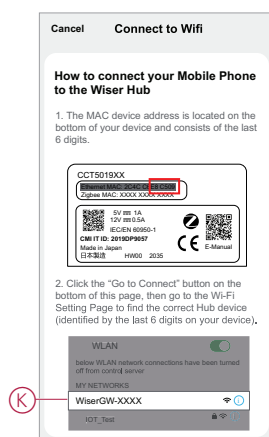 Cancel Connect to Wifi
How to connect your Mobile Phone
to the Wiser Hub
1. The MAC device address is located on the
bottom of your device and consists of the last
6 digits.
CCT5019XX
Ethernet MAC: 2C4C C6E8 C509
Zigbee MAC: XXXX XXXX XXXX
5V 1A
12V 0.5A
IEC/EN 60950-1
CMI IT ID: 2019DP9057
Made in Japan
日本製造 HW00 2035
E-Manual
2. Click the “Go to Connect” button on the
bottom of this page, then go to the Wi-Fi
Setting Page to find the correct Hub device
(identified by the last 6 digits on your device).
WLAN
below WLAN network connections have been turned
off from control server
MY NETWORKS
K
WiserGW-XXXX
IOT_Test